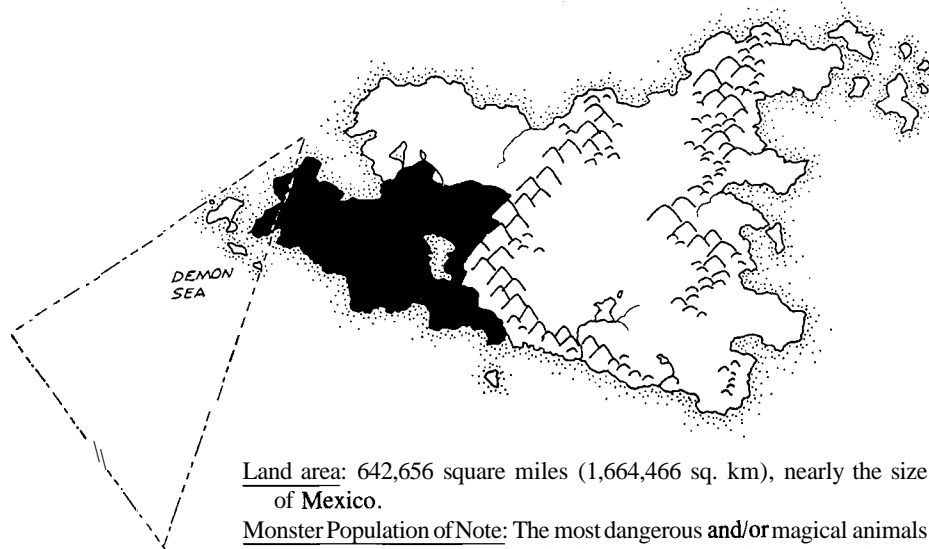 DEMON
SEA
Land area: 642,656 square miles (1,664,466 sq. km), nearly the size
of Mexico.
Monster Population of Note: The most dangerous and/or magical animals